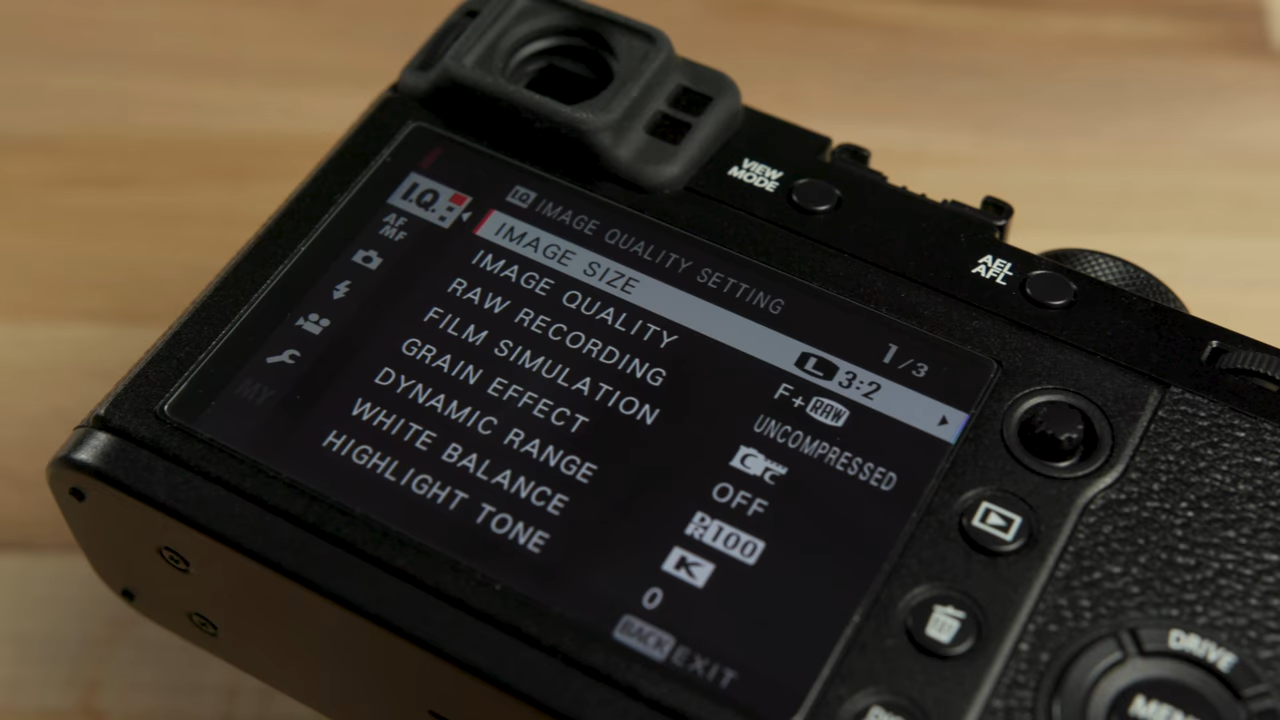 VIEW
MODE
AEL
AFL
I.Q.
AF
MF
MY
I.Q. IMAGE QUALITY SETTING
1/3
IMAGE SIZE L 3:2
IMAGE QUALITY F+RAW
RAW RECORDING UNCOMPRESSED
FILM SIMULATION
GRAIN EFFECT OFF
DYNAMIC RANGE DR100
WHITE BALANCE K
HIGHLIGHT TONE 0
BACK EXIT
DRIVE